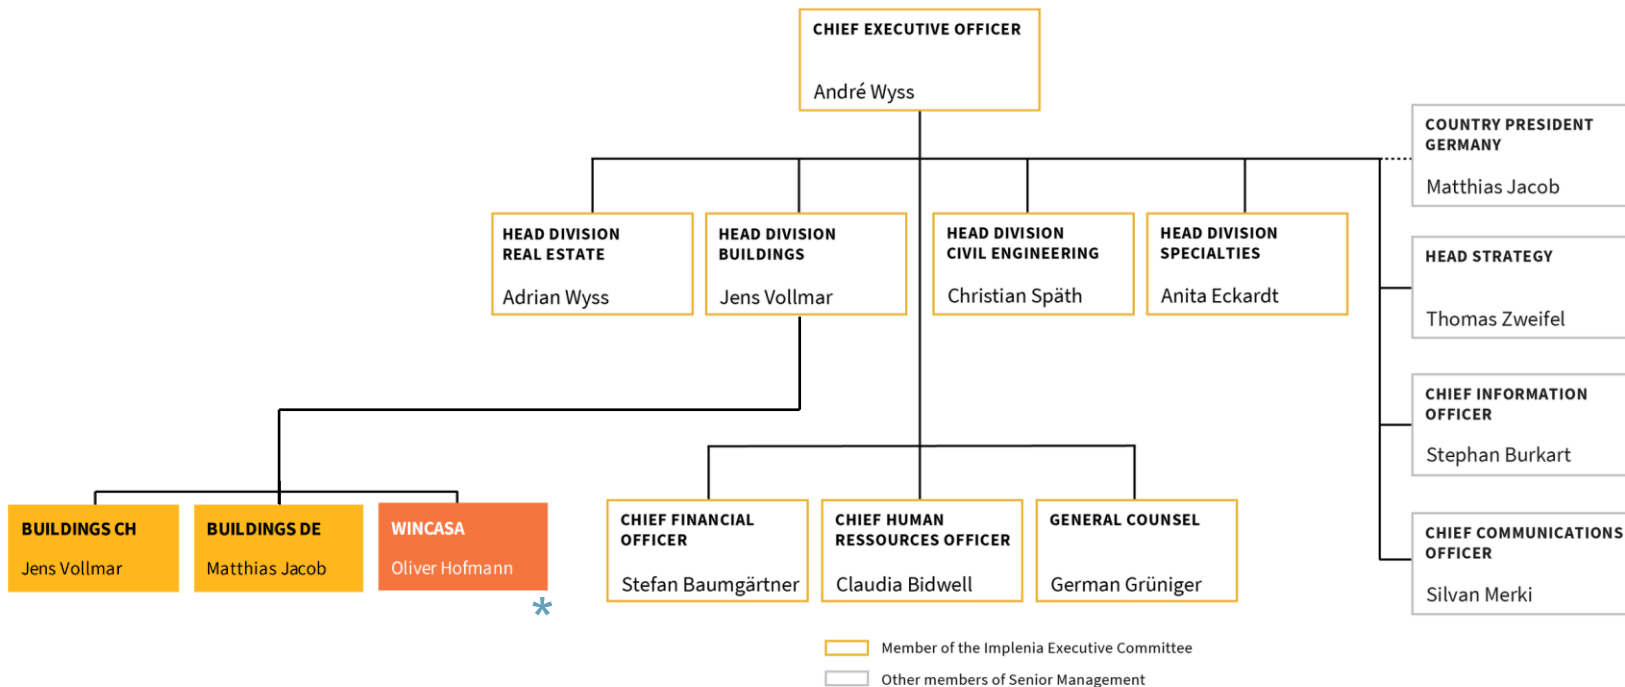 CHIEF EXECUTIVE OFFICER
André Wyss
COUNTRY PRESIDENT
GERMANY
Matthias Jacob
HEAD DIVISION
REAL ESTATE
Adrian Wyss
HEAD DIVISION
BUILDINGS
Jens Vollmar
HEAD DIVISION
CIVIL ENGINEERING
Christian Späth
HEAD DIVISION
SPECIALTIES
Anita Eckardt
HEAD STRATEGY
Thomas Zweifel
CHIEF INFORMATION
OFFICER
Stephan Burkart
BUILDINGS CH
Jens Vollmar
BUILDINGS DE
Matthias Jacob
WINCASA
Oliver Hofmann
*
CHIEF FINANCIAL
OFFICER
Stefan Baumgärtner
CHIEF HUMAN
RESSOURCES OFFICER
Claudia Bidwell
GENERAL COUNSEL
German Grüniger
CHIEF COMMUNICATIONS
OFFICER
Silvan Merki
Member of the Implenia Executive Committee
Other members of Senior Management